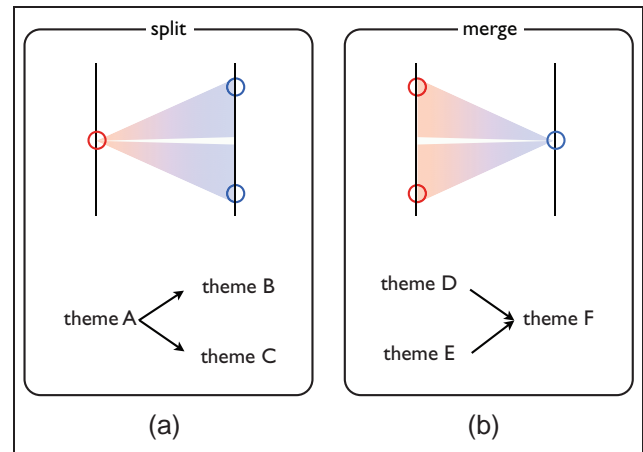 split
merge
theme A
theme B
theme C
theme D
theme E
theme F
(a)
(b)